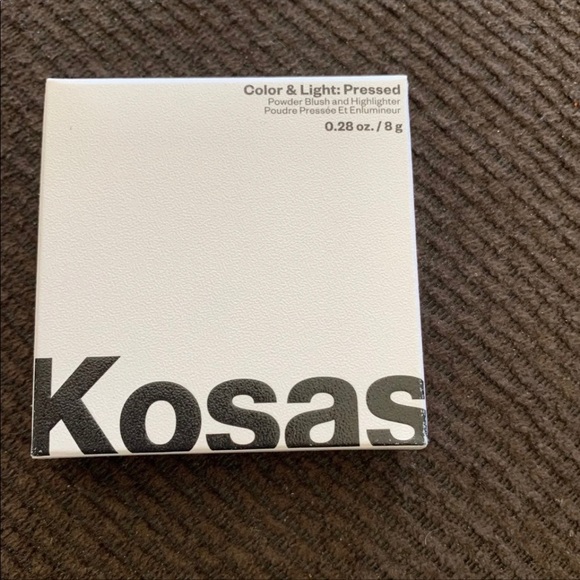 Color & Light: Pressed
Powder Blush and Highlighter
Poudre Pressée Et Enlumineur
0.28 oz. / 8 g
Kosas